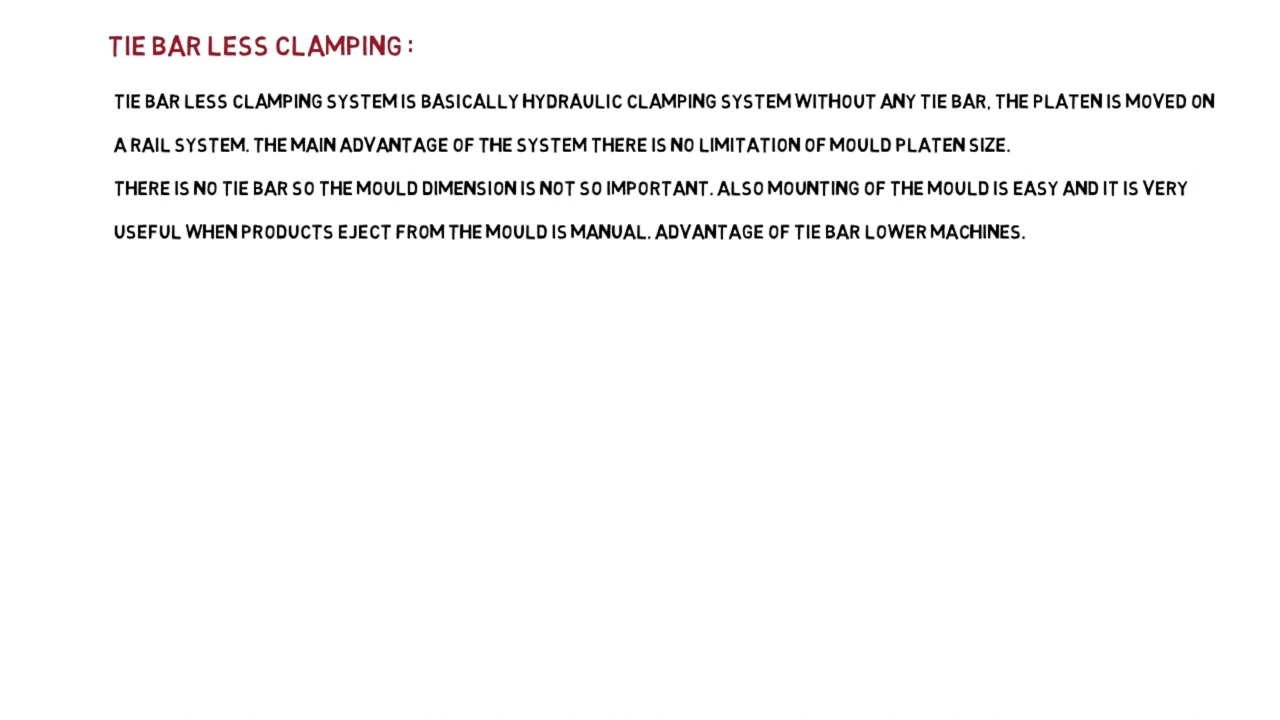 TIE BAR LESS CLAMPING :
TIE BAR LESS CLAMPING SYSTEM IS BASICALLY HYDRAULIC CLAMPING SYSTEM WITHOUT ANY TIE BAR, THE PLATEN IS MOVED ON
A RAIL SYSTEM. THE MAIN ADVANTAGE OF THE SYSTEM THERE IS NO LIMITATION OF MOULD PLATEN SIZE.
THERE IS NO TIE BAR SO THE MOULD DIMENSION IS NOT SO IMPORTANT. ALSO MOUNTING OF THE MOULD IS EASY AND IT IS VERY
USEFUL WHEN PRODUCTS EJECT FROM THE MOULD IS MANUAL. ADVANTAGE OF TIE BAR LOWER MACHINES.